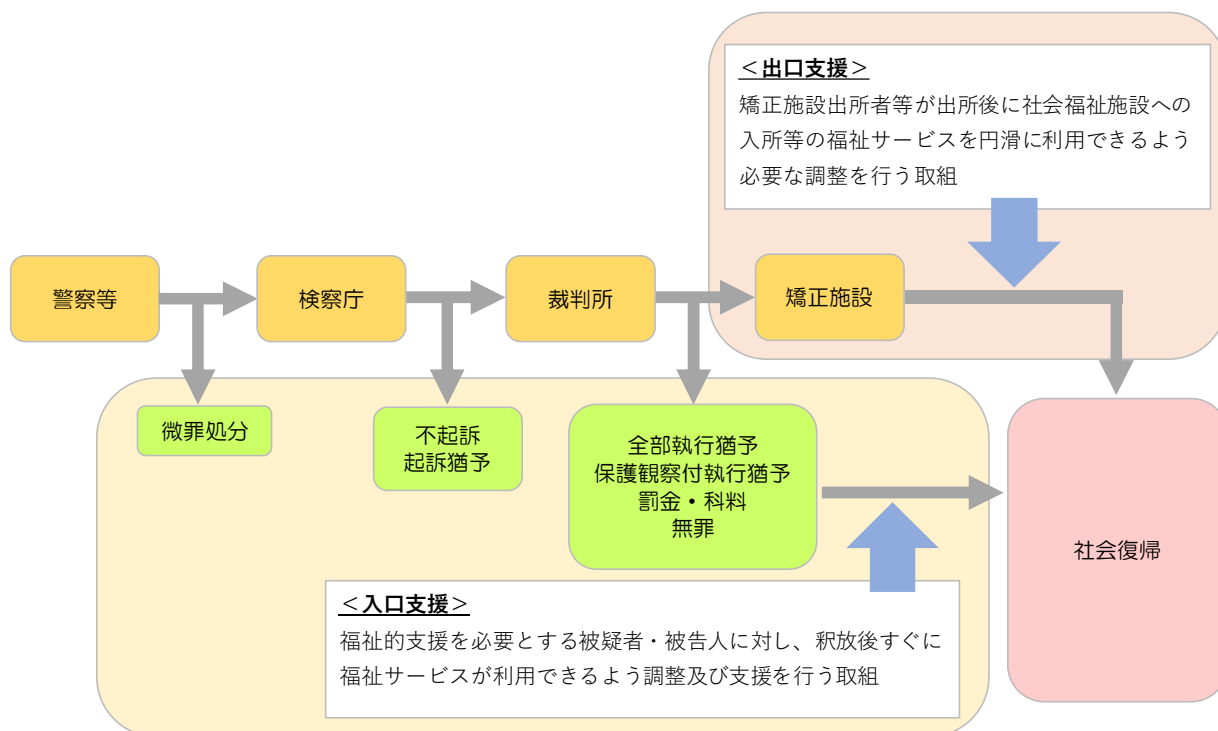 ＜出口支援＞
矯正施設出所者等が出所後に社会福祉施設への
入所等の福祉サービスを円滑に利用できるよう
必要な調整を行う取組
警察等
検察庁
裁判所
矯正施設
微罪処分
不起訴
起訴猶予
全部執行猶予
保護観察付執行猶予
罰金・科料
無罪
社会復帰
＜入口支援＞
福祉的支援を必要とする被疑者・被告人に対し、釈放後すぐに
福祉サービスが利用できるよう調整及び支援を行う取組